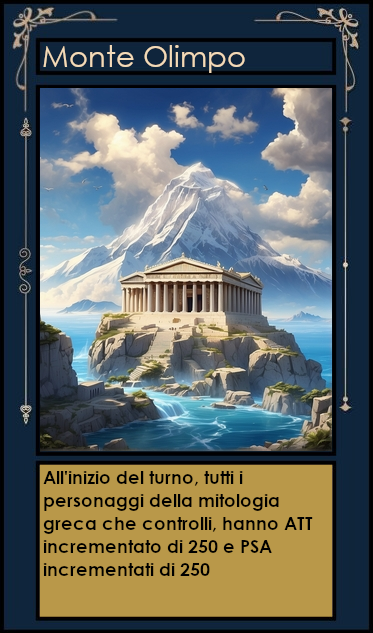 Monte Olimpo
All'inizio del turno, tutti i
personaggi della mitologia
greca che controlli, hanno ATT
incrementato di 250 e PSA
incrementati di 250